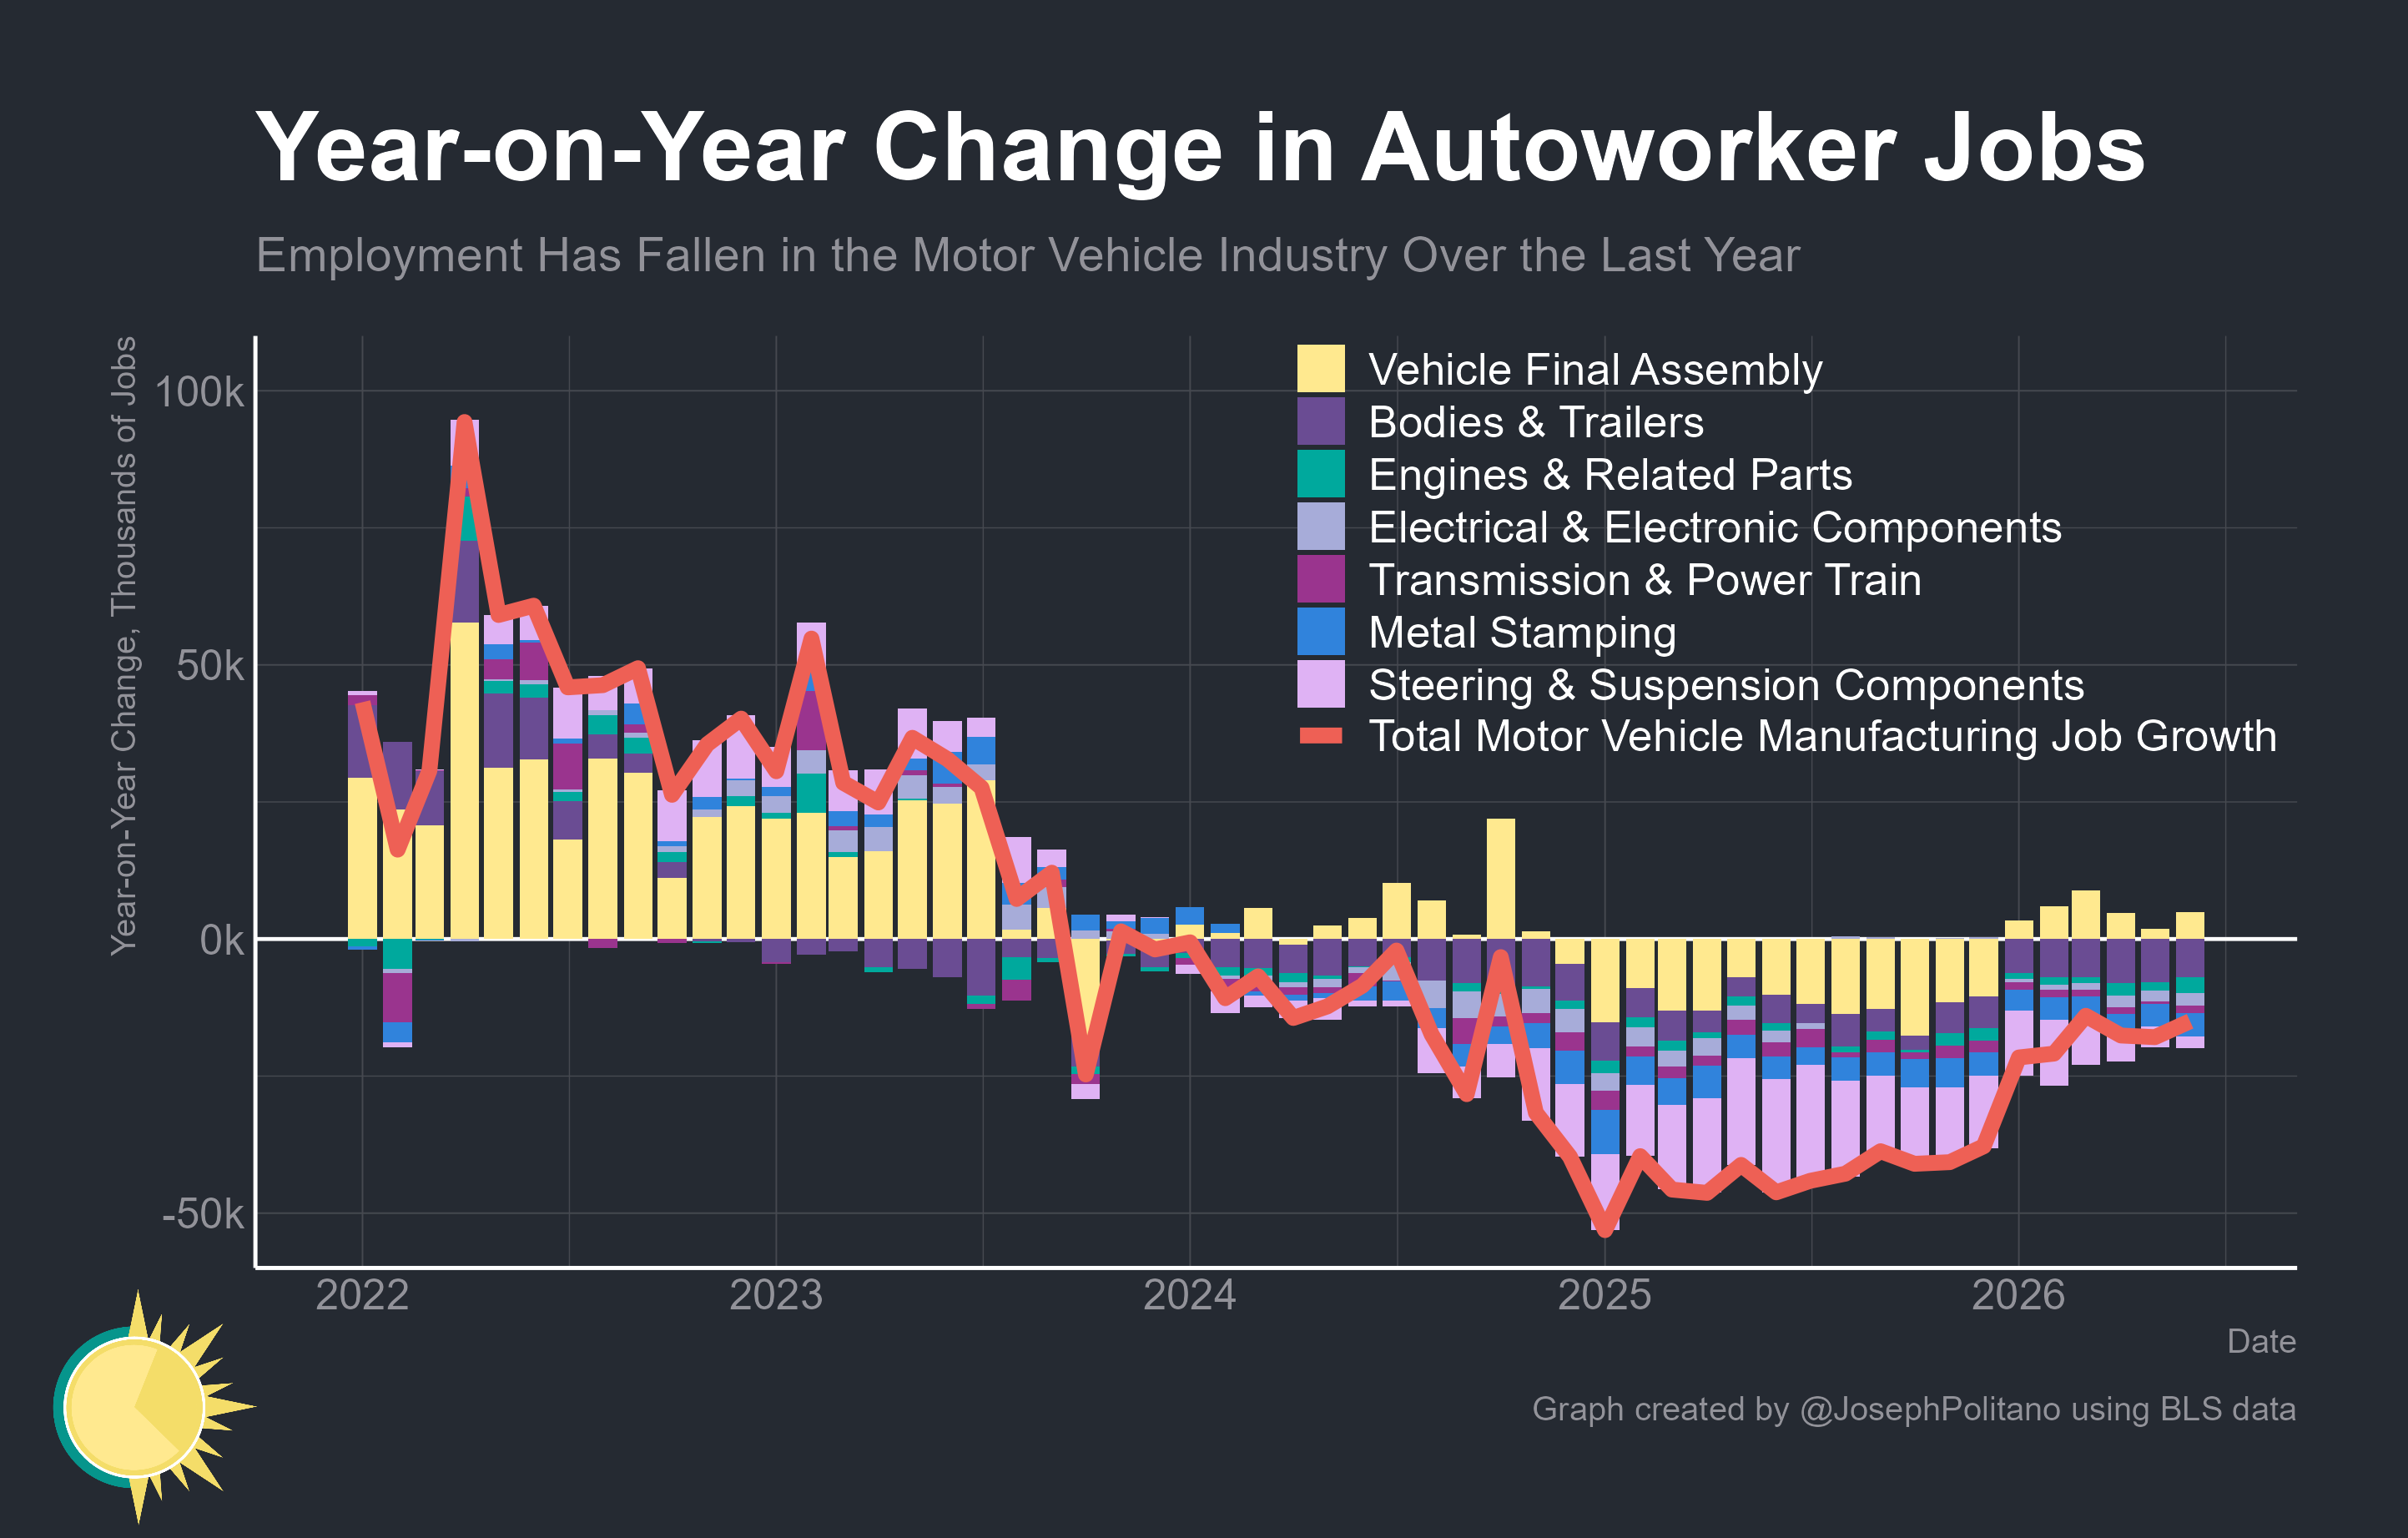 Year-on-Year Change in Autoworker Jobs
Employment Has Fallen in the Motor Vehicle Industry Over the Last Year
Year-on-Year Change, Thousands of Jobs
100k
50k
0k
-50k
Vehicle Final Assembly
Bodies & Trailers
Engines & Related Parts
Electrical & Electronic Components
Transmission & Power Train
Metal Stamping
Steering & Suspension Components
Total Motor Vehicle Manufacturing Job Growth
2022 2023 2024 2025 2026
Date
Graph created by @JosephPolitano using BLS data